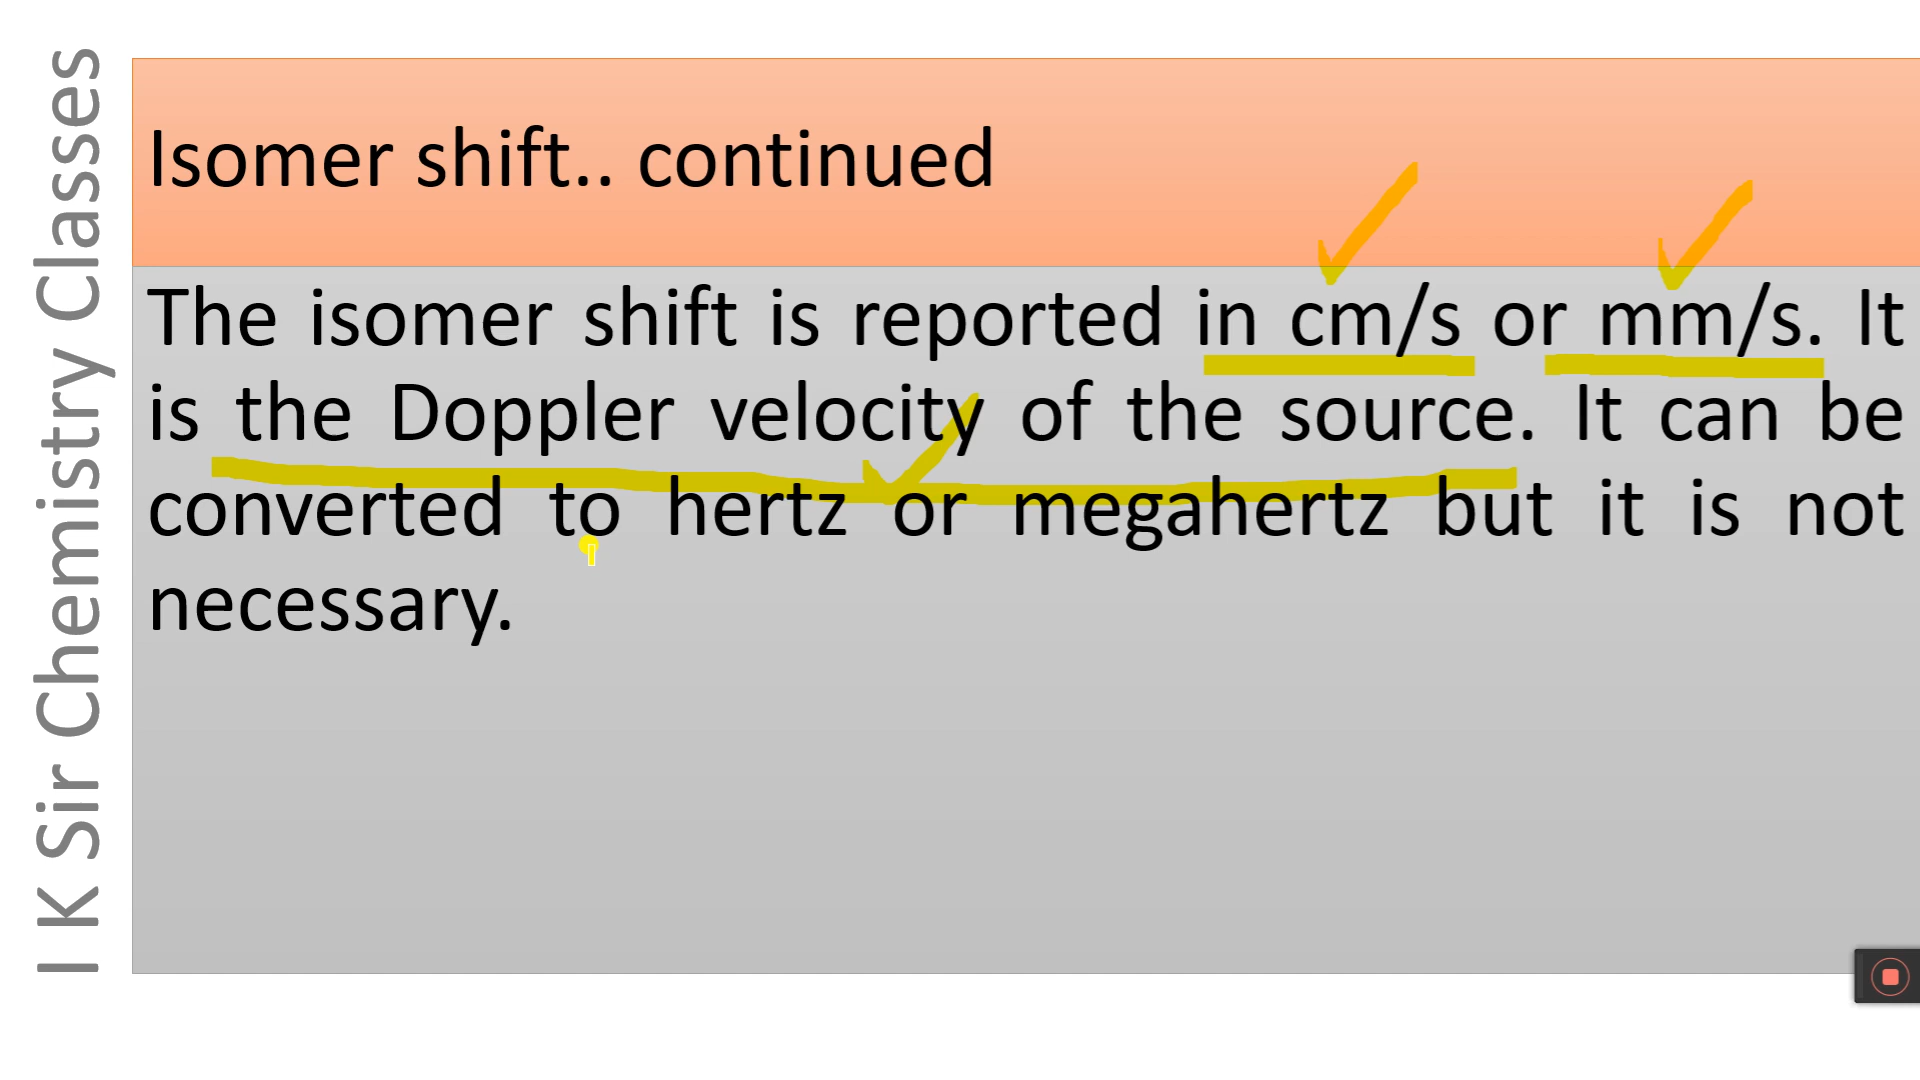 I K Sir Chemistry Classes
Isomer shift.. continued
The isomer shift is reported in cm/s or mm/s. It
is the Doppler velocity of the source. It can be
converted to hertz or megahertz but it is not
necessary.